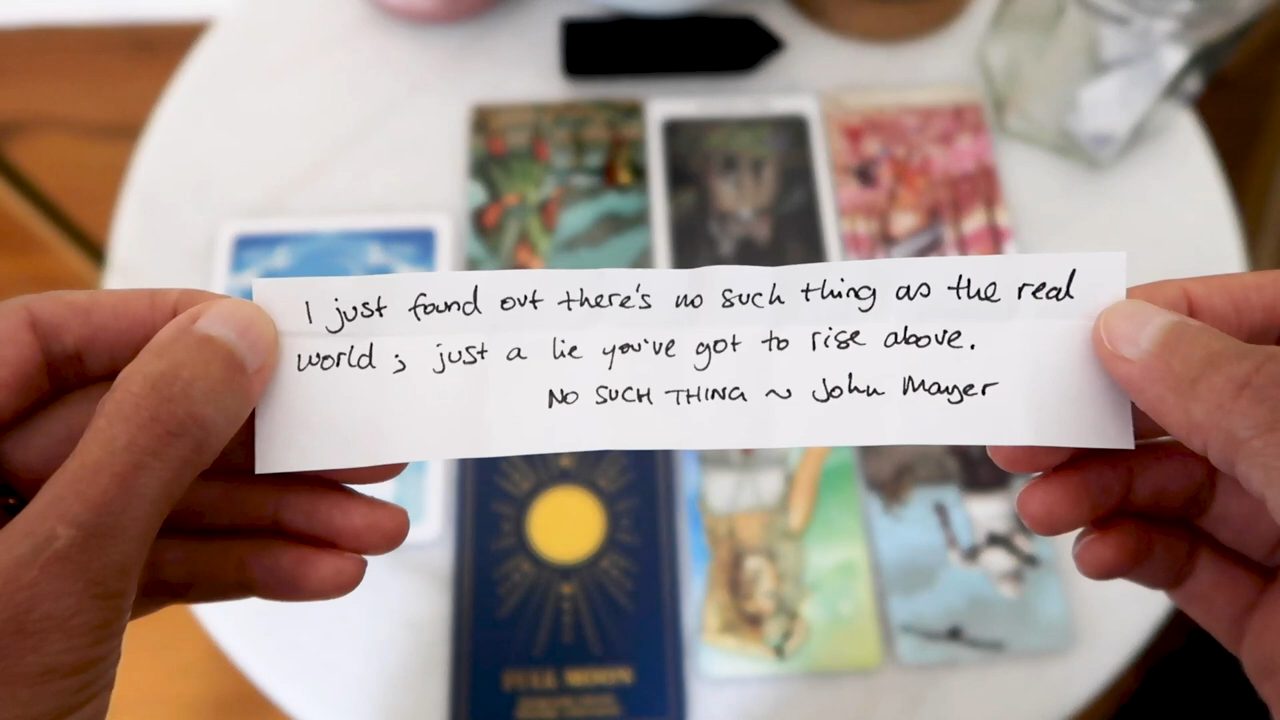 I just found out there's no such thing as the real
world ; just a lie you've got to rise above.
NO SUCH THING ~ John Mayer
FULL MOON